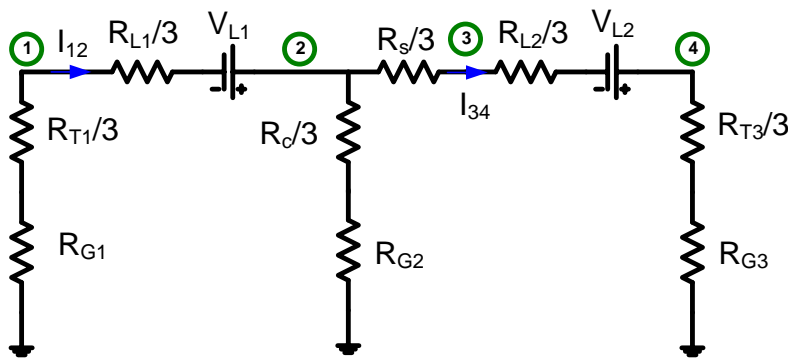 1 I12 RL1/3 VL1 2 Rs/3 3 RL2/3 VL2 4
- + I34 - +
RT1/3 Rc/3 RT3/3
RG1 RG2 RG3